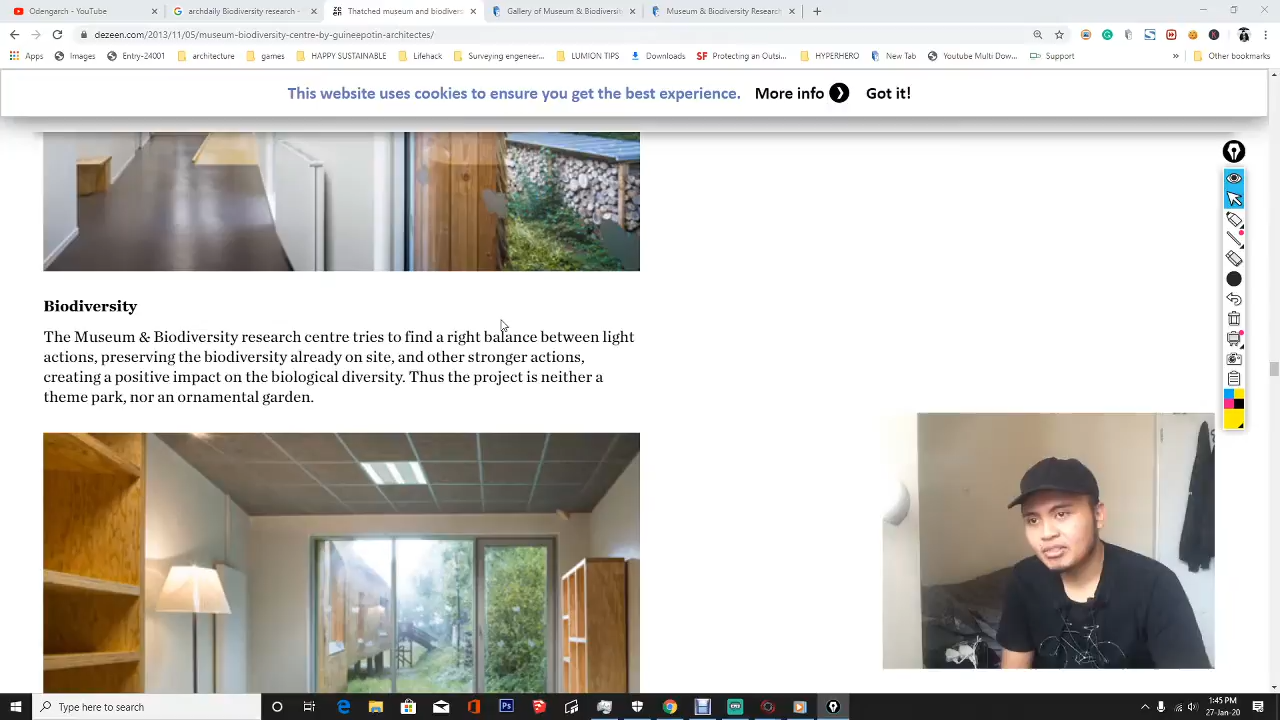 Odengarch - YouTube
archdaily Biodiversity research -
Thatched museum and biodivers
Gallery of Museum & Biodiversit
Museum & Biodiversity Research
dezeen.com/2013/11/05/museum-biodiversity-centre-by-guineepotin-architectes/
Apps
Images
Entry-24001
architecture
games
HAPPY SUSTAINABLE
Lifehack
Surveying engineer...
LUMION TIPS
Downloads
SF Protecting an Outsi...
HYPERHERO
New Tab
Youtube Multi Dow...
Support
»
Other bookmarks
This website uses cookies to ensure you get the best experience. More info Got it!
Biodiversity
The Museum & Biodiversity research centre tries to find a right balance between light
actions, preserving the biodiversity already on site, and other stronger actions,
creating a positive impact on the biological diversity. Thus the project is neither a
theme park, nor an ornamental garden.
Type here to search
1:45 PM
27-Jan-20